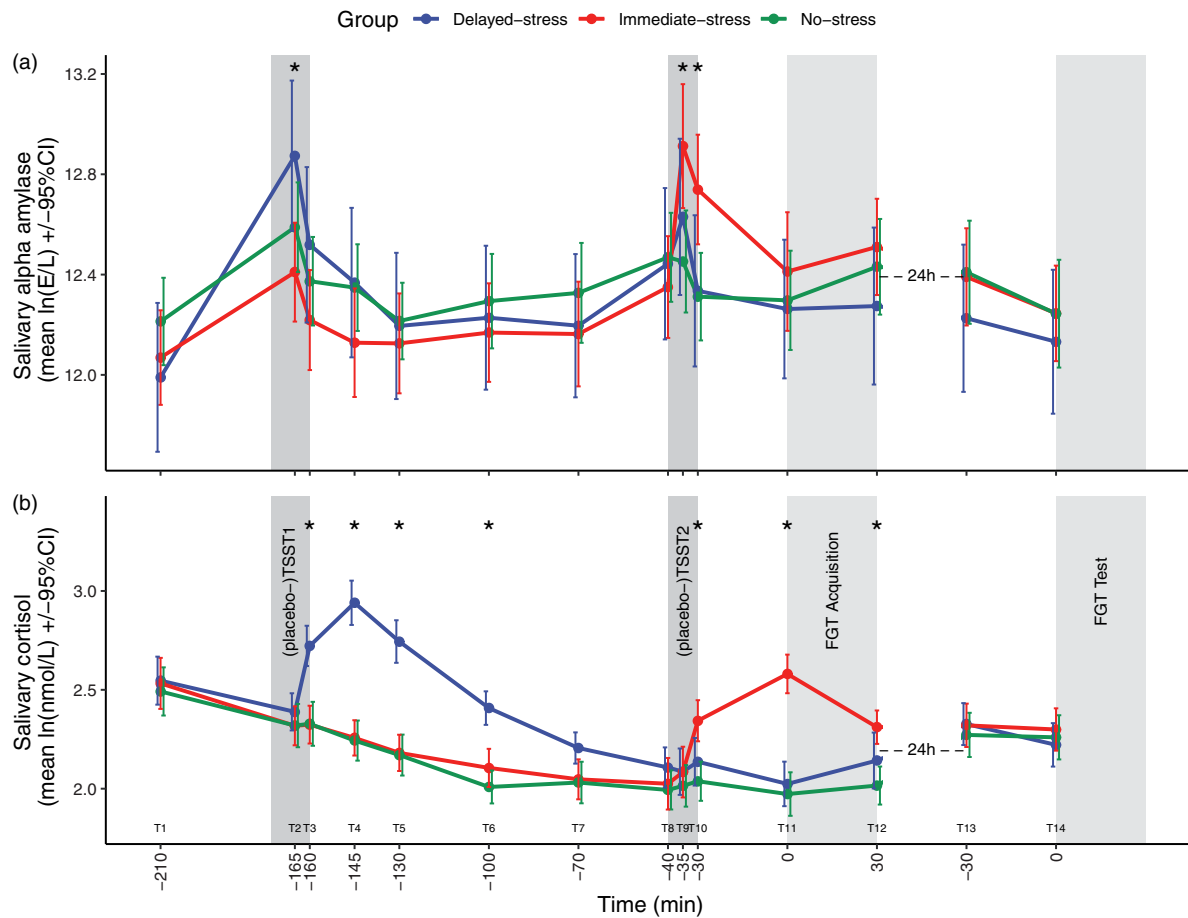 Group Delayed−stress Immediate−stress No−stress
(a)
* * *
Salivary alpha amylase
(mean ln(E/L) +/−95%CI)
13.2
12.8
12.4
12.0
24h
(b)
* * * * * * *
Salivary cortisol
(mean ln(nmol/L) +/−95%CI)
3.0
2.5
2.0
(placebo−)TSST1
(placebo−)TSST2
FGT Acquisition
FGT Test
24h
T1 T2 T3 T4 T5 T6 T7 T8 T9 T10 T11 T12 T13 T14
−210 −165 −160 −145 −130 −100 −70 −40 −35 −30 0 30 −30 0
Time (min)